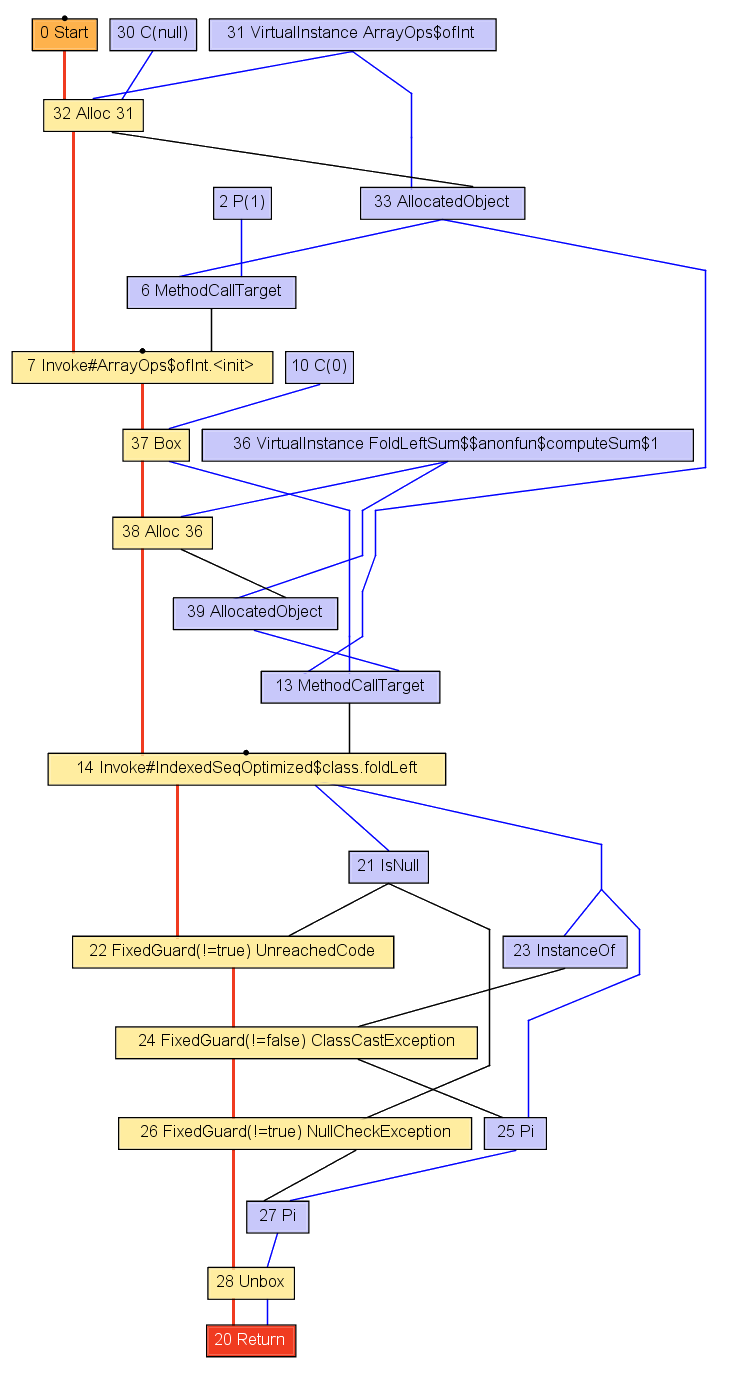 0 Start
30 C(null)
31 VirtualInstance ArrayOps$ofInt
32 Alloc 31
2 P(1)
33 AllocatedObject
6 MethodCallTarget
7 Invoke#ArrayOps$ofInt.<init>
10 C(0)
37 Box
36 VirtualInstance FoldLeftSum$$anonfun$computeSum$1
38 Alloc 36
39 AllocatedObject
13 MethodCallTarget
14 Invoke#IndexedSeqOptimized$class.foldLeft
21 IsNull
22 FixedGuard(!=true) UnreachedCode
23 InstanceOf
24 FixedGuard(!=false) ClassCastException
26 FixedGuard(!=true) NullCheckException
25 Pi
27 Pi
28 Unbox
20 Return